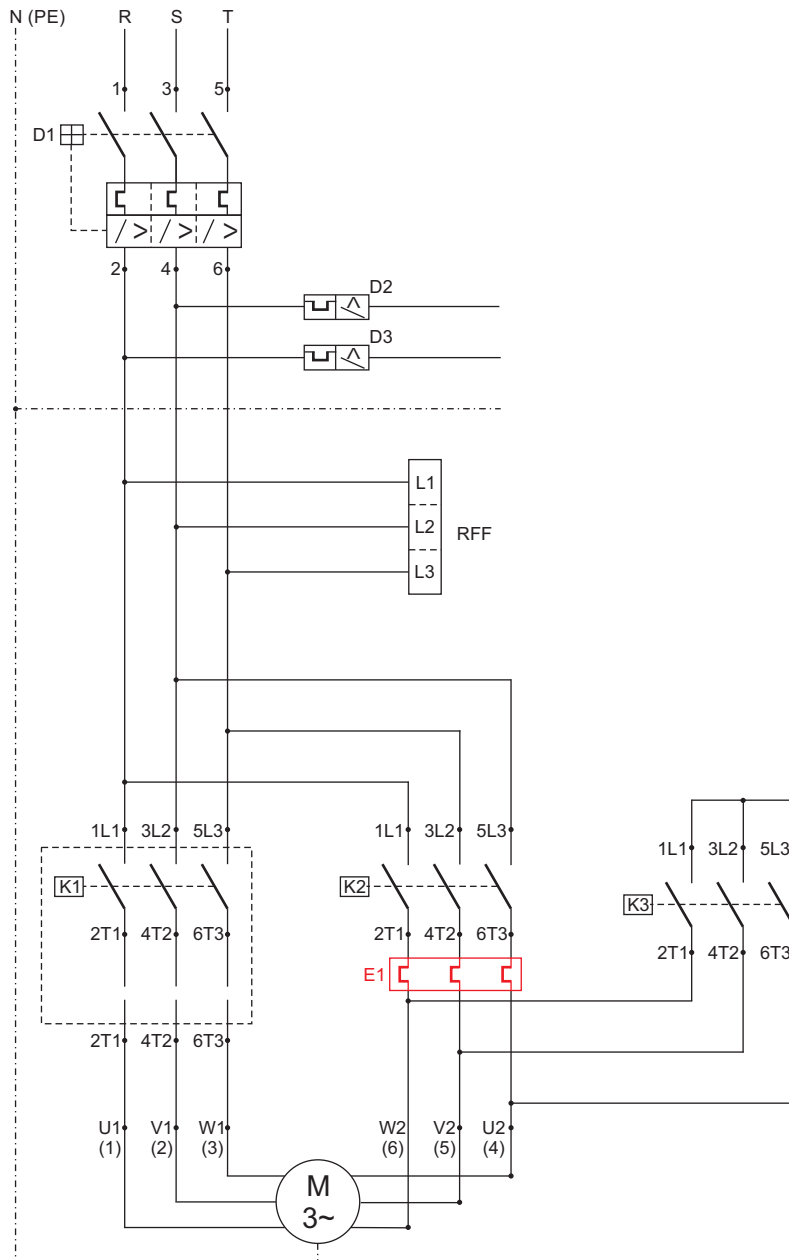 N (PE) R S T
1 3 5
D1
2 4 6
D2
D3
L1
L2 RFF
L3
1L1 3L2 5L3 1L1 3L2 5L3
1L1 3L2 5L3
K1 K2
K3
2T1 4T2 6T3 2T1 4T2 6T3
2T1 4T2 6T3
E1
2T1 4T2 6T3
U1 V1 W1 W2 V2 U2
(1) (2) (3) (6) (5) (4)
M
3~